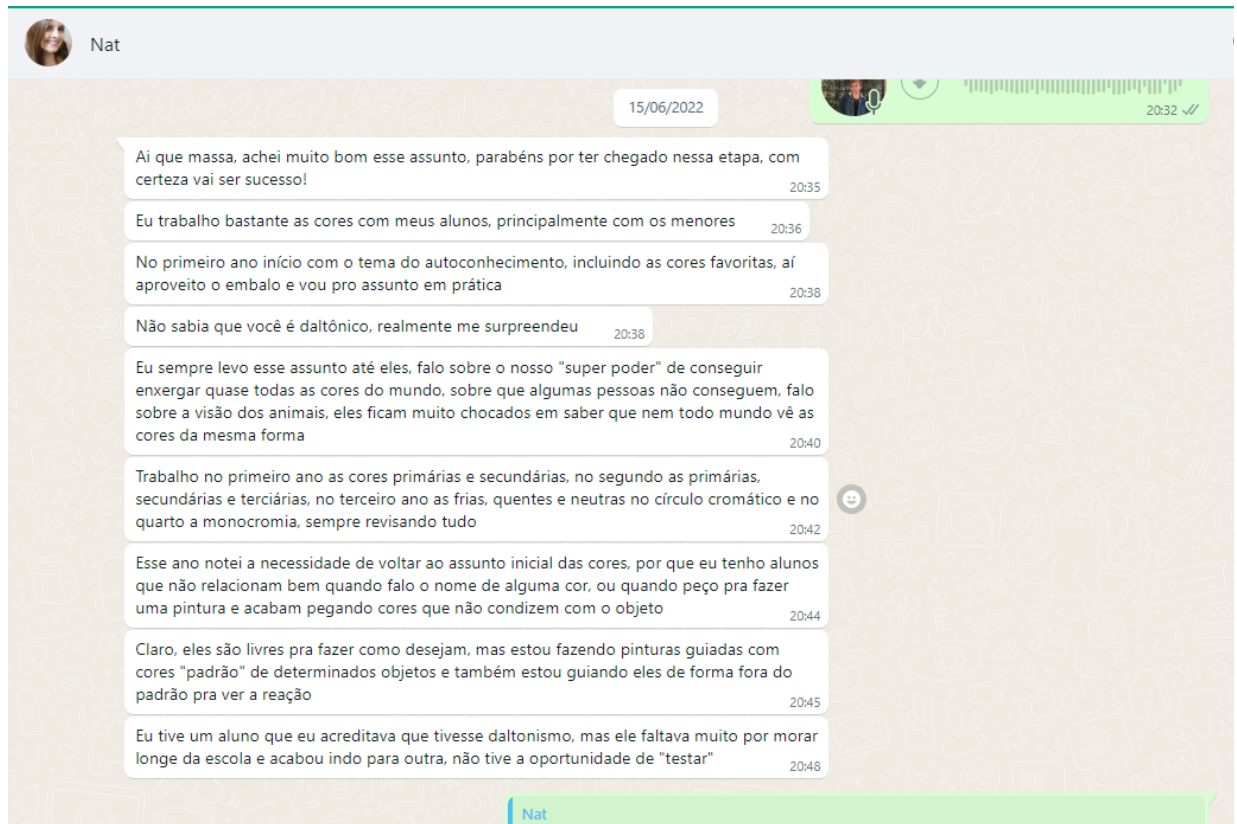 Nat
15/06/2022
20:32
Ai que massa, achei muito bom esse assunto, parabéns por ter chegado nessa etapa, com
certeza vai ser sucesso!
20:35
Eu trabalho bastante as cores com meus alunos, principalmente com os menores
20:36
No primeiro ano início com o tema do autoconhecimento, incluindo as cores favoritas, aí
aproveito o embalo e vou pro assunto em prática
20:38
Não sabia que você é daltônico, realmente me surpreendeu
20:38
Eu sempre levo esse assunto até eles, falo sobre o nosso "super poder" de conseguir
enxergar quase todas as cores do mundo, sobre que algumas pessoas não conseguem, falo
sobre a visão dos animais, eles ficam muito chocados em saber que nem todo mundo vê as
cores da mesma forma
20:40
Trabalho no primeiro ano as cores primárias e secundárias, no segundo as primárias,
secundárias e terciárias, no terceiro ano as frias, quentes e neutras no círculo cromático e no
quarto a monocromia, sempre revisando tudo
20:42
Esse ano notei a necessidade de voltar ao assunto inicial das cores, por que eu tenho alunos
que não relacionam bem quando falo o nome de alguma cor, ou quando peço pra fazer
uma pintura e acabam pegando cores que não condizem com o objeto
20:44
Claro, eles são livres pra fazer como desejam, mas estou fazendo pinturas guiadas com
cores "padrão" de determinados objetos e também estou guiando eles de forma fora do
padrão pra ver a reação
20:45
Eu tive um aluno que eu acreditava que tivesse daltonismo, mas ele faltava muito por morar
longe da escola e acabou indo para outra, não tive a oportunidade de "testar"
20:48
Nat